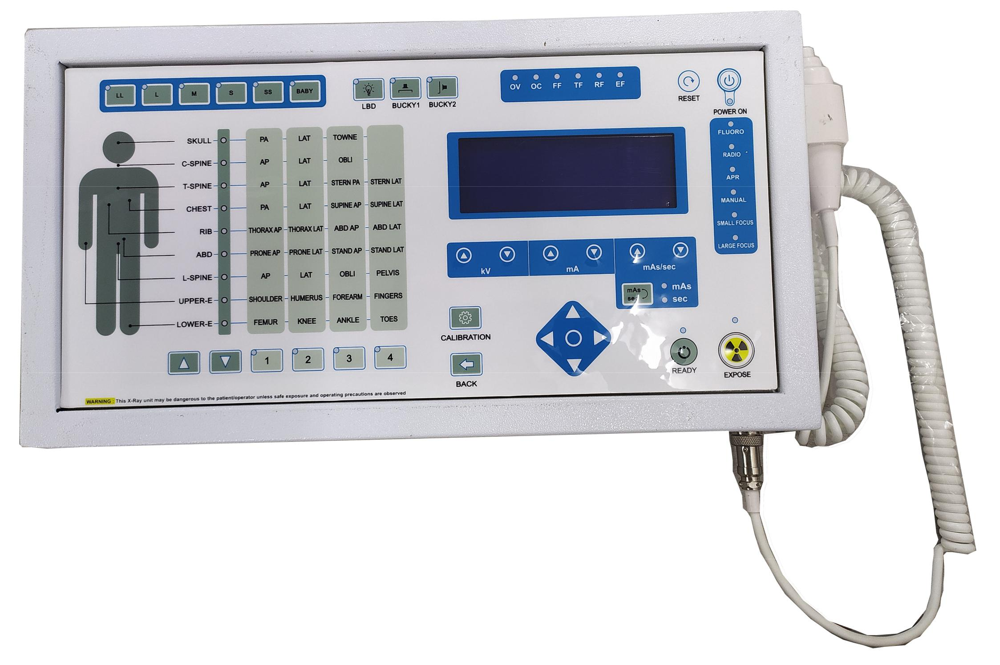 LL L M S SS BABY
LBD BUCKY1 BUCKY2
OV OC FF TF RF EF
RESET
POWER ON
FLUORO
RADIO
APR
MANUAL
SMALL FOCUS
LARGE FOCUS
SKULL PA LAT TOWNE
C-SPINE AP LAT OBLI
T-SPINE AP LAT STERN PA STERN LAT
CHEST PA LAT SUPINE AP SUPINE LAT
RIB THORAX AP THORAX LAT ABD AP ABD LAT
ABD PRONE AP PRONE LAT STAND AP STAND LAT
L-SPINE AP LAT OBLI PELVIS
UPPER-E SHOULDER HUMERUS FOREARM FINGERS
LOWER-E FEMUR KNEE ANKLE TOES
1 2 3 4
kV mA mAs/sec
mAs
sec
mAs
sec
CALIBRATION
BACK
READY
EXPOSE
WARNING : This X-Ray unit may be dangerous to the patient/operator unless safe exposure and operating precautions are observed